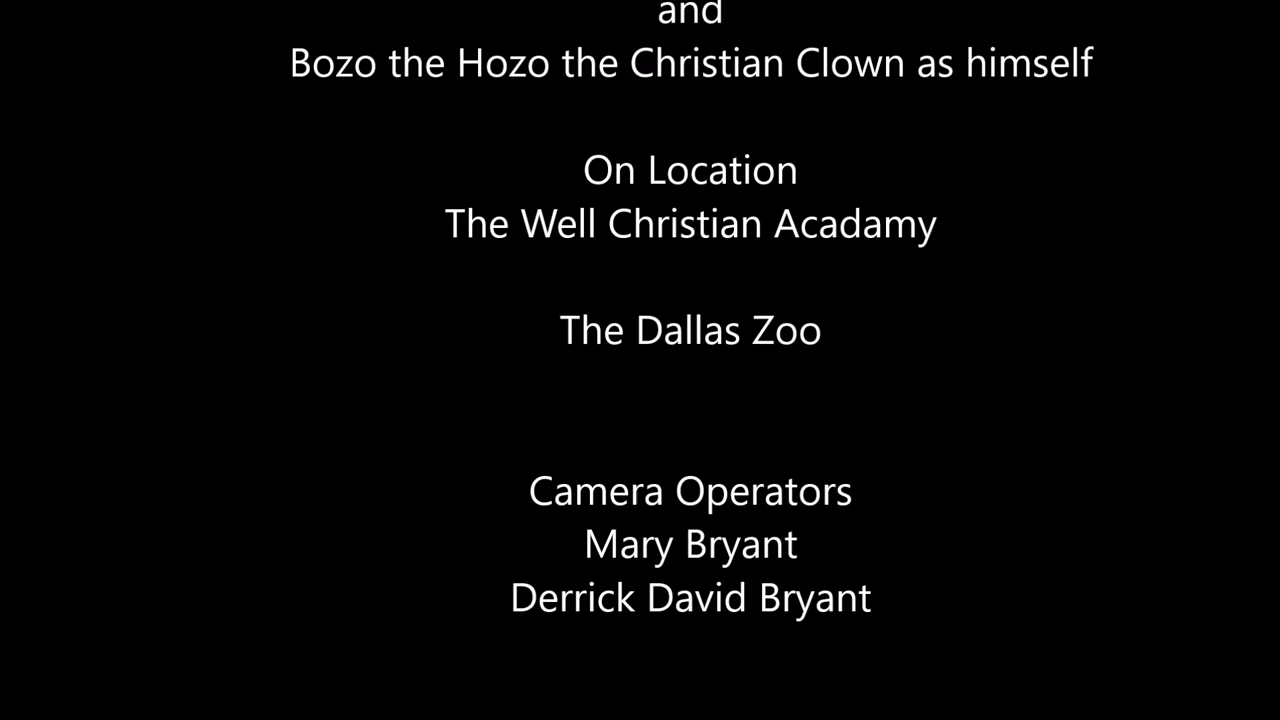 and
Bozo the Hozo the Christian Clown as himself
On Location
The Well Christian Acadamy
The Dallas Zoo
Camera Operators
Mary Bryant
Derrick David Bryant